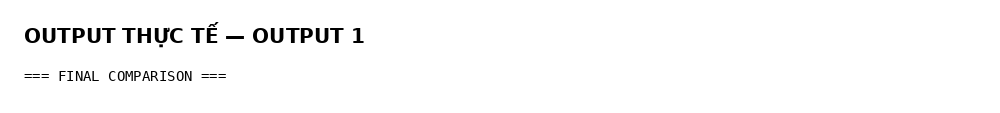 OUTPUT THỰC TẾ — OUTPUT 1
=== FINAL COMPARISON ===